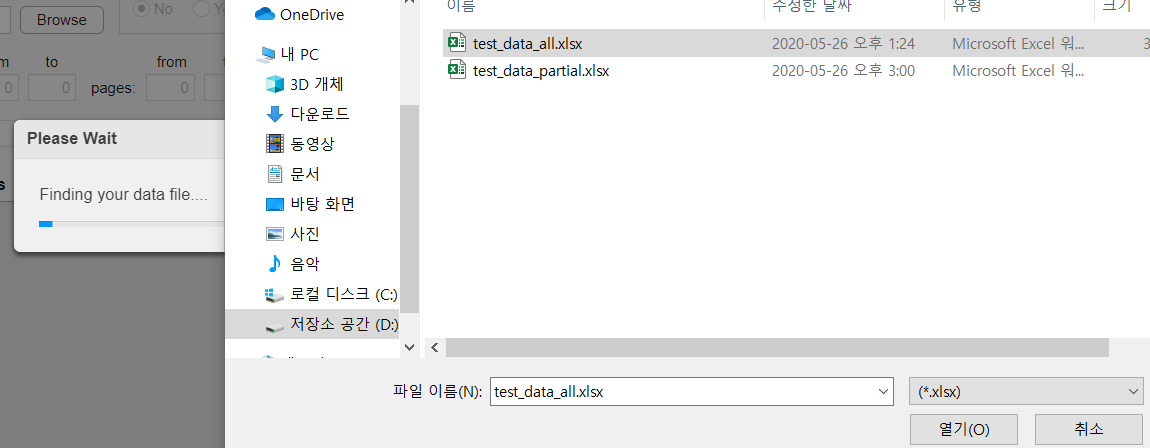 No
Browse
m to from
0 0 pages: 0
Please Wait
Finding your data file....
OneDrive
내 PC
3D 개체
다운로드
동영상
문서
바탕 화면
사진
음악
로컬 디스크 (C:)
저장소 공간 (D:)
이름 수정한 날짜 유형 크기
test_data_all.xlsx 2020-05-26 오후 1:24 Microsoft Excel 워... 3
test_data_partial.xlsx 2020-05-26 오후 3:00 Microsoft Excel 워...
파일 이름(N): test_data_all.xlsx (*.xlsx)
열기(O) 취소